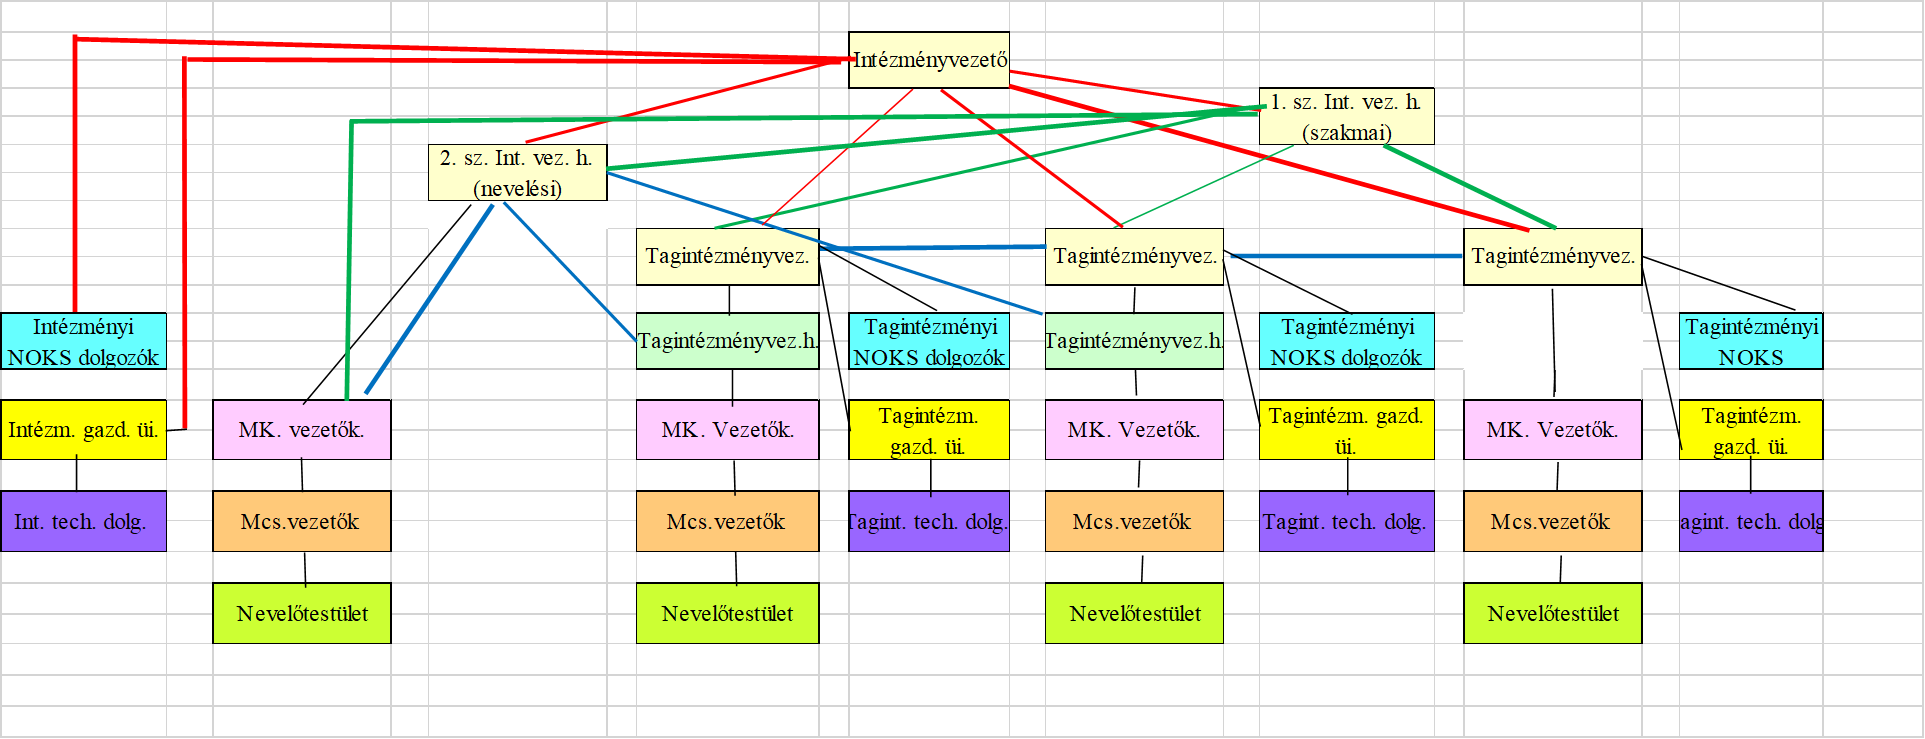 Intézményvezető
1. sz. Int. vez. h.
(szakmai)
2. sz. Int. vez. h.
(nevelési)
Tagintézményvez.
Tagintézményvez.
Tagintézményvez.
Intézményi
NOKS dolgozók
Tagintézményvez.h.
Tagintézményi
NOKS dolgozók
Tagintézményvez.h.
Tagintézményi
NOKS dolgozók
Tagintézményi
NOKS
Intézm. gazd. üi.
MK. vezetők.
MK. Vezetők.
Tagintézm.
gazd. üi.
MK. Vezetők.
Tagintézm. gazd.
üi.
MK. Vezetők.
Tagintézm.
gazd. üi.
Int. tech. dolg.
Mcs.vezetők
Mcs.vezetők
Tagint. tech. dolg.
Mcs.vezetők
Tagint. tech. dolg.
Mcs.vezetők
agint. tech. dolg
Nevelőtestület
Nevelőtestület
Nevelőtestület
Nevelőtestület